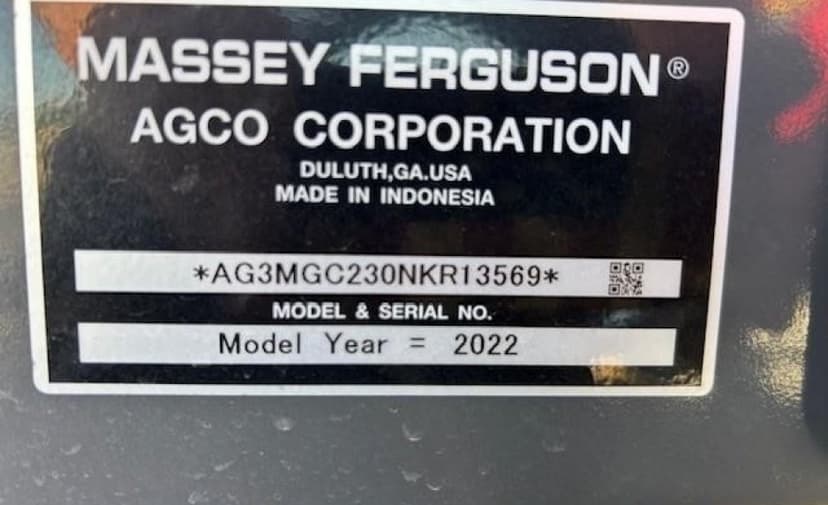 MASSEY FERGUSON®
AGCO CORPORATION
DULUTH,GA.USA
MADE IN INDONESIA
*AG3MGC230NKR13569*
MODEL & SERIAL NO.
Model Year = 2022